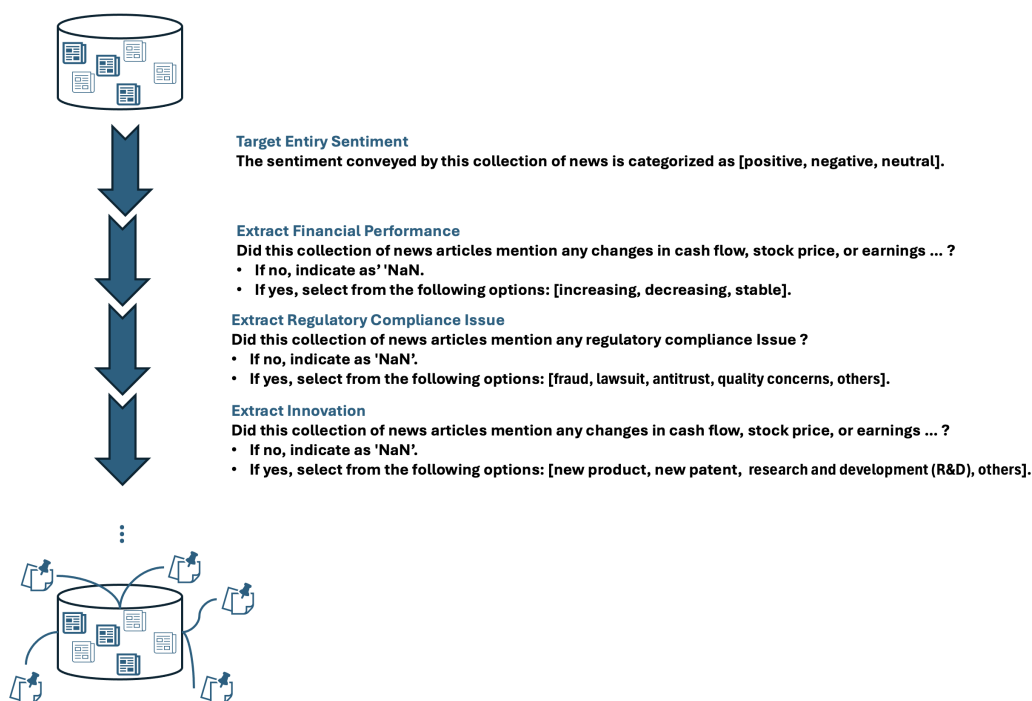 Target Entiry Sentiment
The sentiment conveyed by this collection of news is categorized as [positive, negative, neutral].
Extract Financial Performance
Did this collection of news articles mention any changes in cash flow, stock price, or earnings ... ?
• If no, indicate as’ 'NaN.
• If yes, select from the following options: [increasing, decreasing, stable].
Extract Regulatory Compliance Issue
Did this collection of news articles mention any regulatory compliance Issue ?
• If no, indicate as 'NaN’.
• If yes, select from the following options: [fraud, lawsuit, antitrust, quality concerns, others].
Extract Innovation
Did this collection of news articles mention any changes in cash flow, stock price, or earnings ... ?
• If no, indicate as 'NaN’.
• If yes, select from the following options: [new product, new patent, research and development (R&D), others].